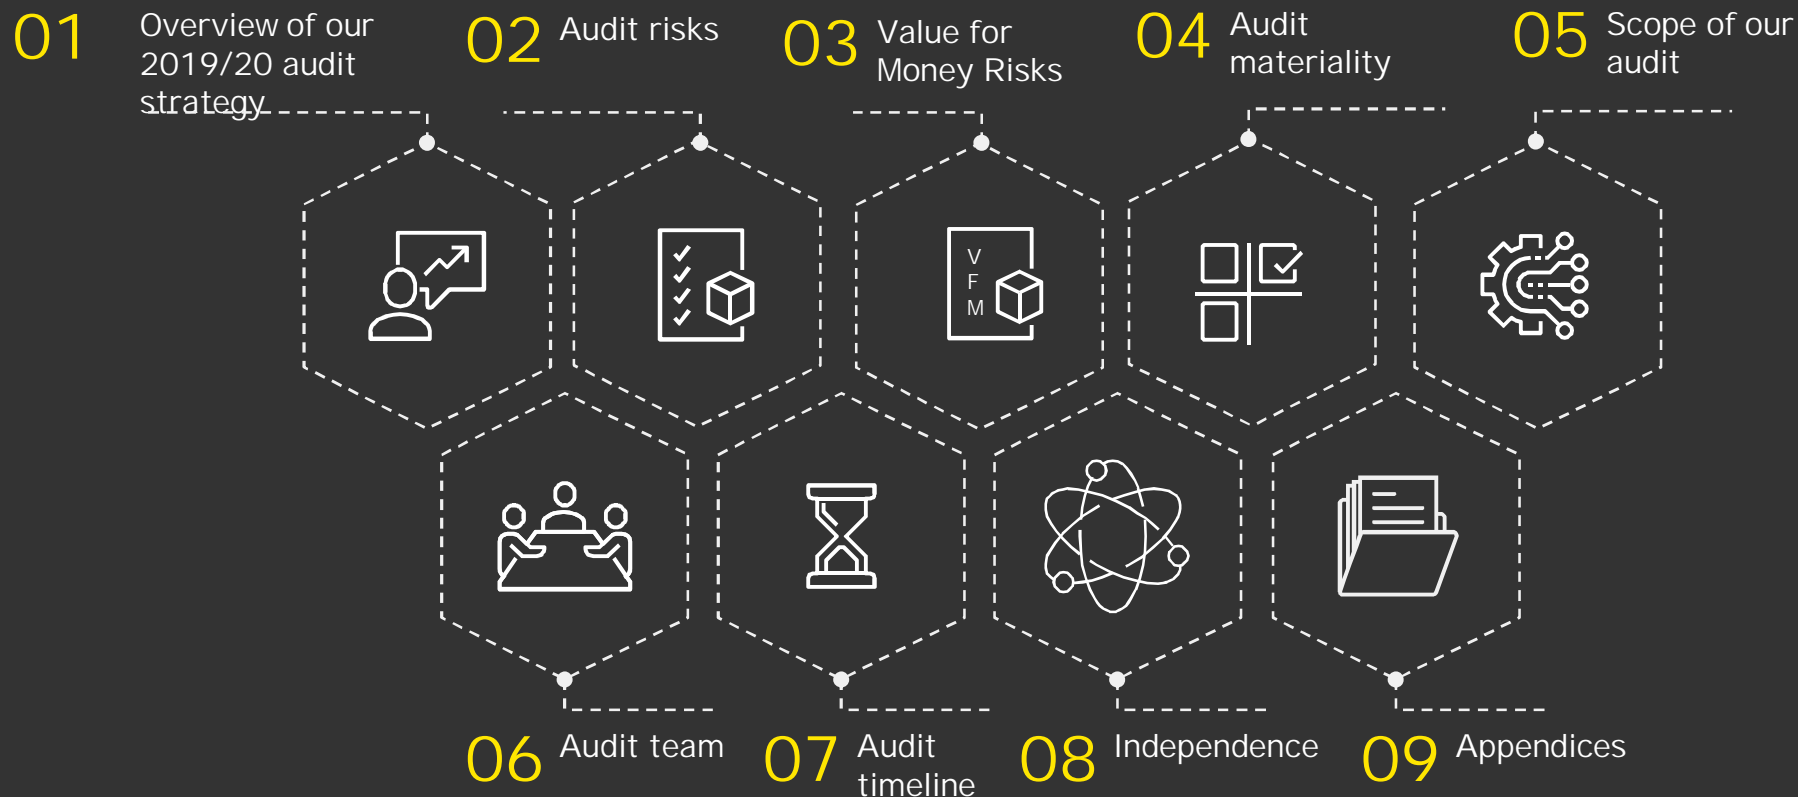 01 Overview of our
2019/20 audit
strategy
02 Audit risks
03 Value for
Money Risks
04 Audit
materiality
05 Scope of our
audit
V
F
M
06 Audit team
07 Audit
timeline
08 Independence
09 Appendices